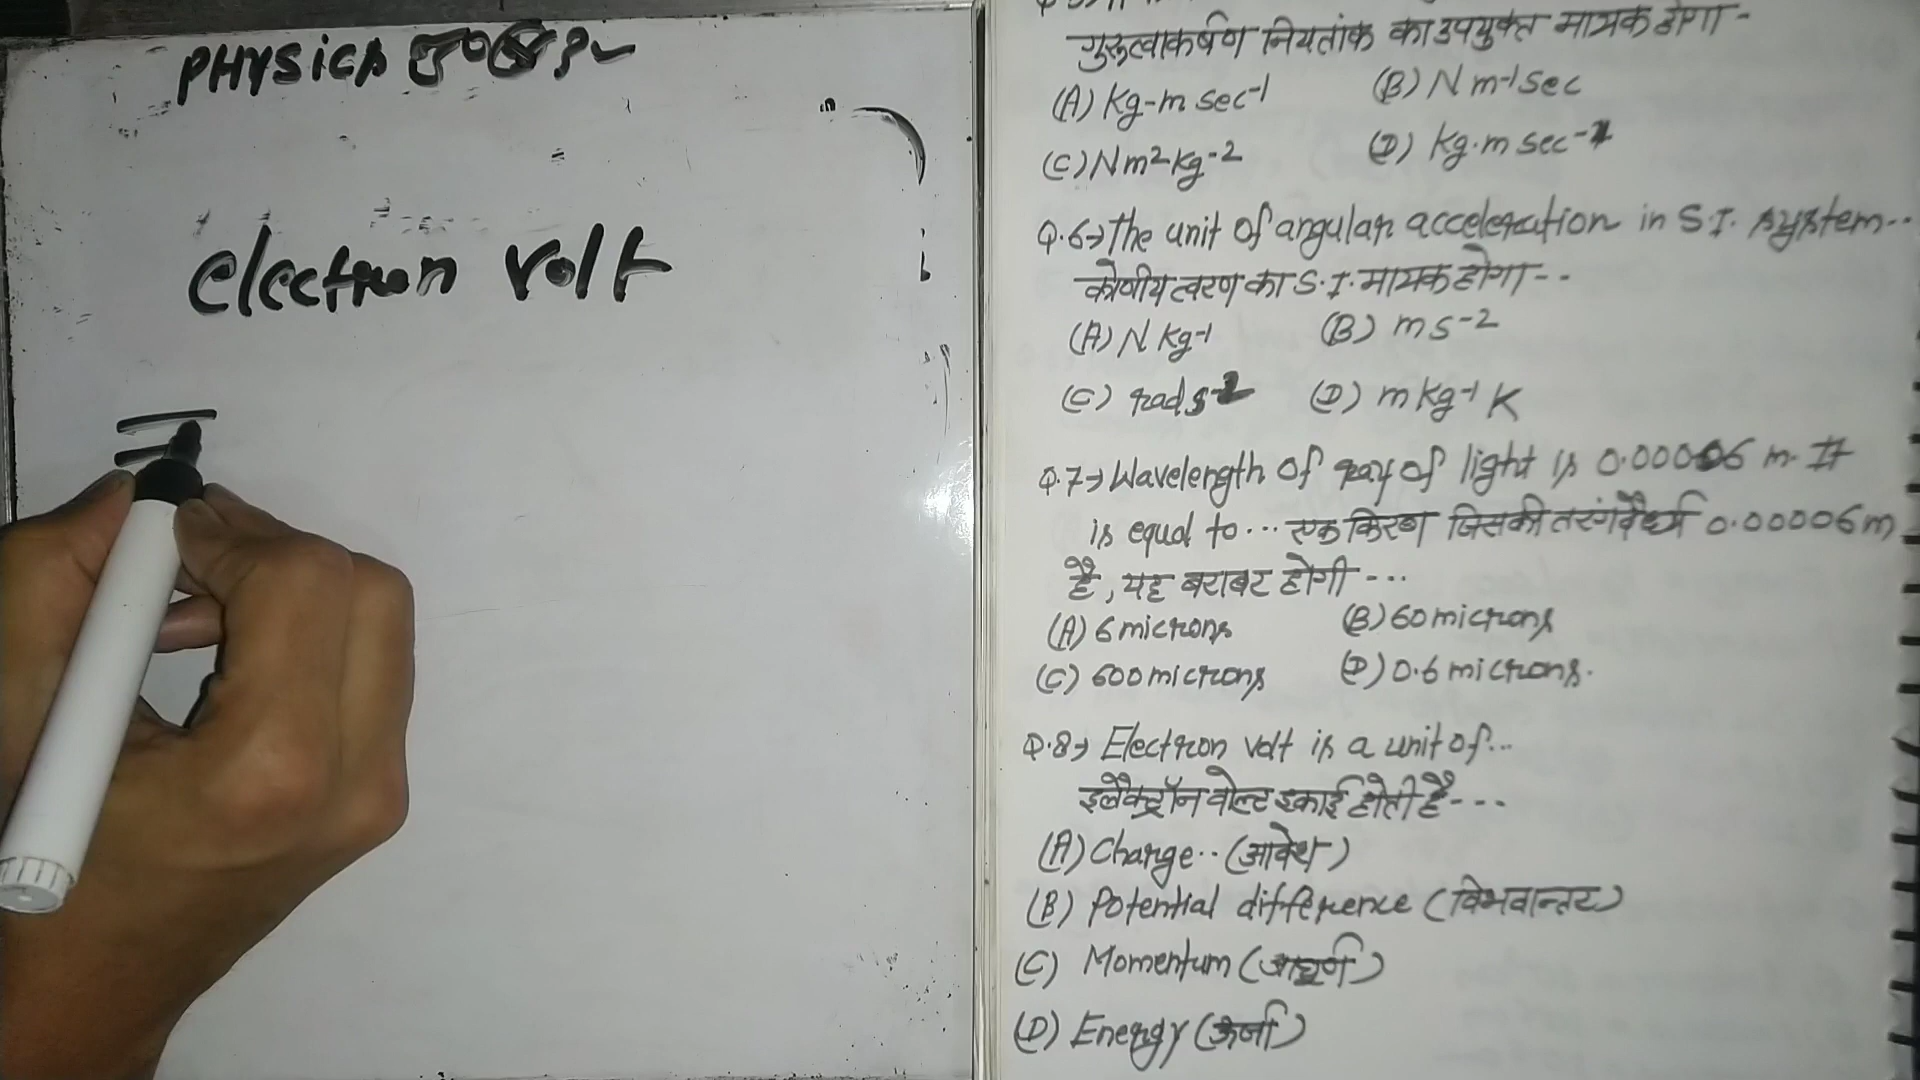 PHYSICS
electron volt
गुरुत्वाकर्षण नियतांक का उपयुक्त मात्रक होगा -
(A) Kg-m sec-1 (B) N m-1 sec
(C) Nm2 kg-2 (D) kg.m sec-1
Q.6→ The unit of angular acceleration in S.I. system..
कोणीय त्वरण का S.I. मात्रक होगा--
(A) N Kg-1 (B) m s-2
(C) rad s-2 (D) m kg-1 K
Q.7→ Wavelength of ray of light is 0.00006 m. It
is equal to... एक किरण जिसकी तरंगदैर्ध्य 0.00006m
है, यह बराबर होगी ---
(A) 6 microns (B) 60 microns
(C) 600 microns (D) 0.6 microns.
Q.8→ Electron volt is a unit of...
इलैक्ट्रॉन वोल्ट इकाई होती है---
(A) Charge.. (आवेश)
(B) Potential difference (विभवान्तर)
(C) Momentum (आघूर्ण)
(D) Energy (ऊर्जा)